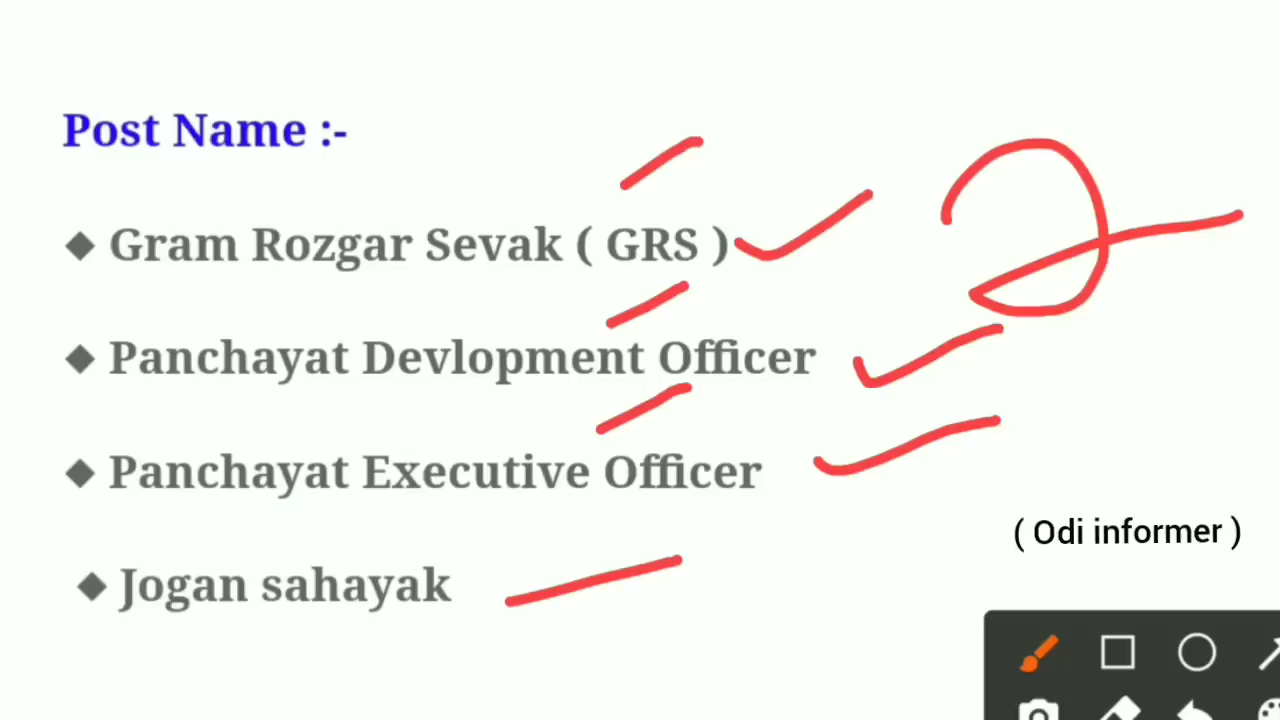 Post Name :-
◆ Gram Rozgar Sevak ( GRS )
◆ Panchayat Devlopment Officer
◆ Panchayat Executive Officer
( Odi informer )
◆ Jogan sahayak